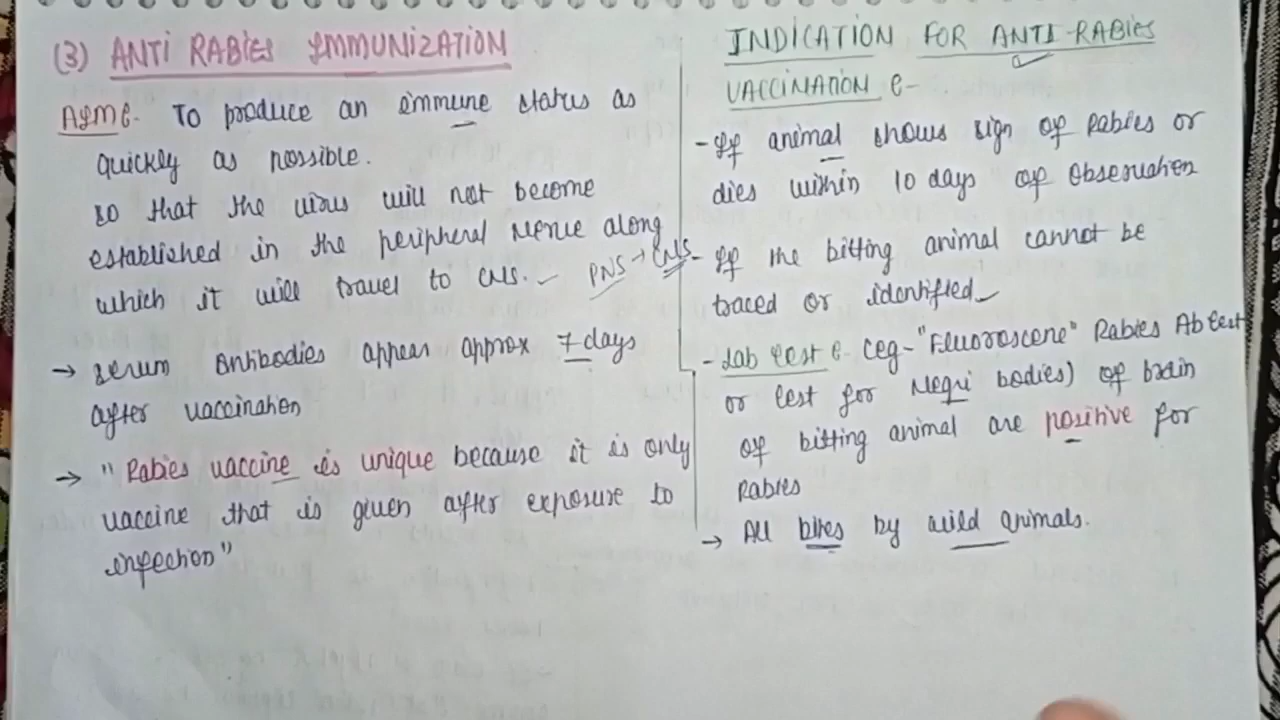 (3) ANTI RABIES IMMUNIZATION
AIM :- To produce an immune status as
quickly as possible.
so that the virus will not become
established in the peripheral nerve along
which it will travel to CNS. - PNS → CNS
→ serum Antibodies appear approx 7 days
after vaccination
→ "Rabies vaccine is unique because it is only
vaccine that is given after exposure to
infection"
INDICATION FOR ANTI-RABIES
VACCINATION :-
- If animal shows sign of Rabies or
dies within 10 days of Observation
- If the bitting animal cannot be
traced or identified
- Lab test :- (eg - "Fluoroscene" Rabies Ab test
or test for Negri bodies) of brain
of bitting animal are positive for
Rabies
→ All bites by wild animals.